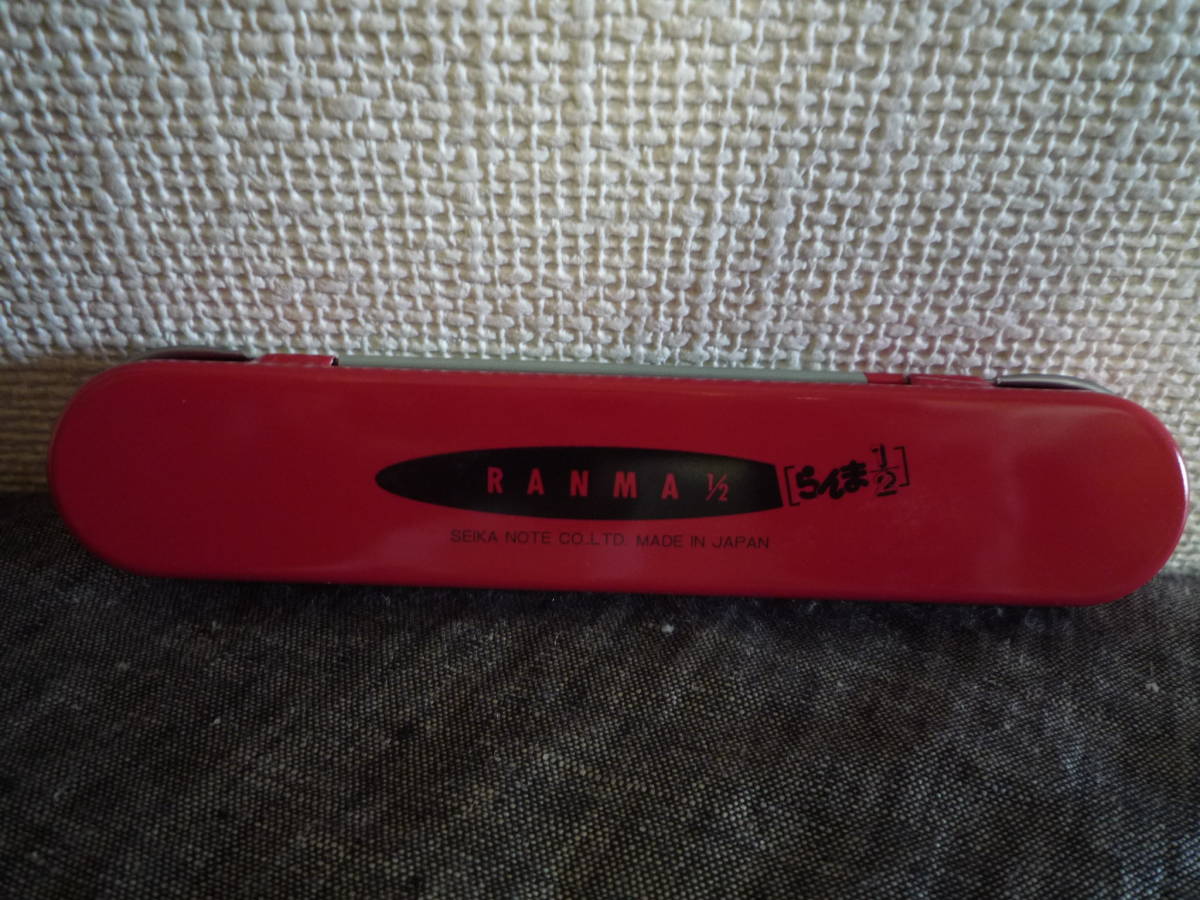 RANMA 1/2 [らんま1/2]
SEIKA NOTE CO.,LTD. MADE IN JAPAN